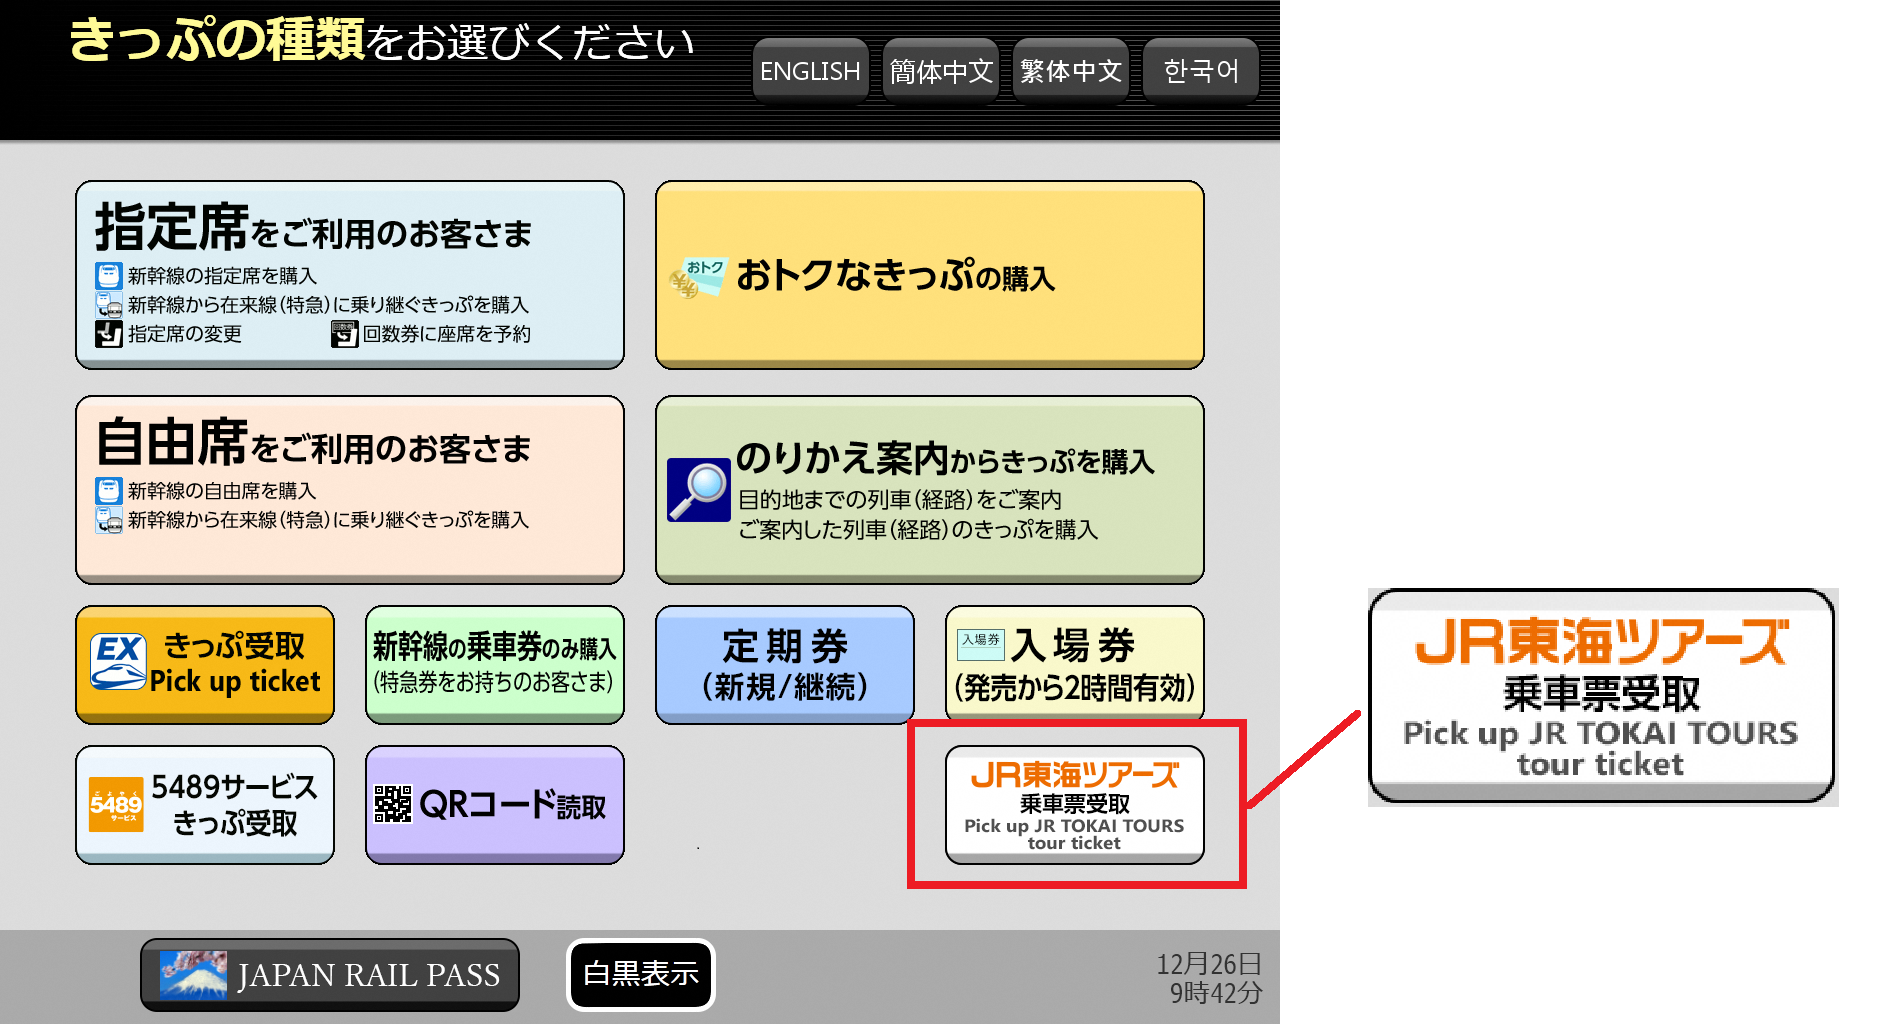 きっぷの種類をお選びください
ENGLISH
簡体中文
繁体中文
한국어
指定席をご利用のお客さま
新幹線の指定席を購入
新幹線から在来線(特急)に乗り継ぐきっぷを購入
指定席の変更
回数券
回数券に座席を予約
おトク
おトクなきっぷの購入
自由席をご利用のお客さま
新幹線の自由席を購入
新幹線から在来線(特急)に乗り継ぐきっぷを購入
のりかえ案内からきっぷを購入
目的地までの列車(経路)をご案内
ご案内した列車(経路)のきっぷを購入
EX
きっぷ受取
Pick up ticket
新幹線の乗車券のみ購入
(特急券をお持ちのお客さま)
定期券
(新規/継続)
入場券
入場券
(発売から2時間有効)
5489
サービス
5489サービス
きっぷ受取
QRコード読取
JR東海ツアーズ
乗車票受取
Pick up JR TOKAI TOURS
tour ticket
JR東海ツアーズ
乗車票受取
Pick up JR TOKAI TOURS
tour ticket
JAPAN RAIL PASS
白黒表示
12月26日
9時42分